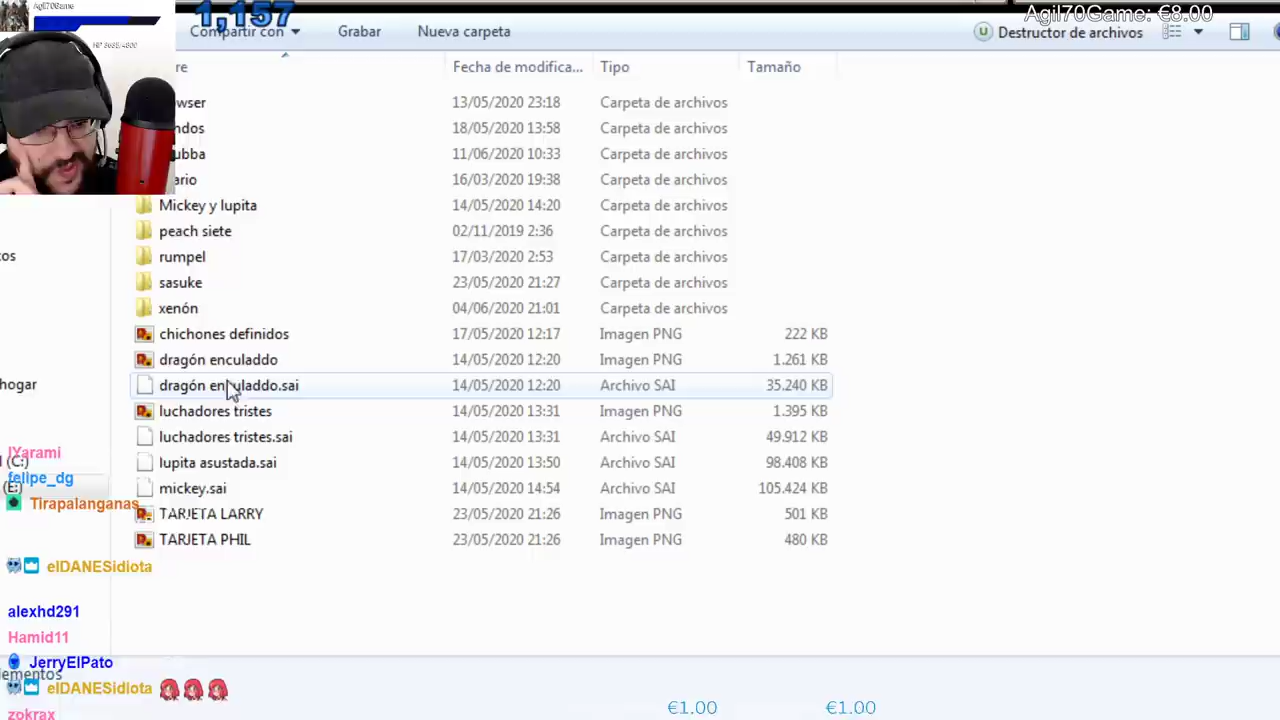 Agil70Game
1,157
Agil70Game: €8.00
Compartir con
Grabar
Nueva carpeta
Destructor de archivos
re
Fecha de modifica...
Tipo
Tamaño
wser 13/05/2020 23:18 Carpeta de archivos
ndos 18/05/2020 13:58 Carpeta de archivos
ubba 11/06/2020 10:33 Carpeta de archivos
ario 16/03/2020 19:38 Carpeta de archivos
Mickey y lupita 14/05/2020 14:20 Carpeta de archivos
peach siete 02/11/2019 2:36 Carpeta de archivos
rumpel 17/03/2020 2:53 Carpeta de archivos
sasuke 23/05/2020 21:27 Carpeta de archivos
xenón 04/06/2020 21:01 Carpeta de archivos
chichones definidos 17/05/2020 12:17 Imagen PNG 222 KB
dragón enculaddo 14/05/2020 12:20 Imagen PNG 1.261 KB
dragón enculaddo.sai 14/05/2020 12:20 Archivo SAI 35.240 KB
luchadores tristes 14/05/2020 13:31 Imagen PNG 1.395 KB
luchadores tristes.sai 14/05/2020 13:31 Archivo SAI 49.912 KB
lupita asustada.sai 14/05/2020 13:50 Archivo SAI 98.408 KB
mickey.sai 14/05/2020 14:54 Archivo SAI 105.424 KB
TARJETA LARRY 23/05/2020 21:26 Imagen PNG 501 KB
TARJETA PHIL 23/05/2020 21:26 Imagen PNG 480 KB
os
hogar
lYarami
(C:)
felipe_dg
(E:)
Tirapalanganas
elDANESidiota
alexhd291
Hamid11
JerryElPato
lementos
elDANESidiota
zokrax
€1.00
€1.00